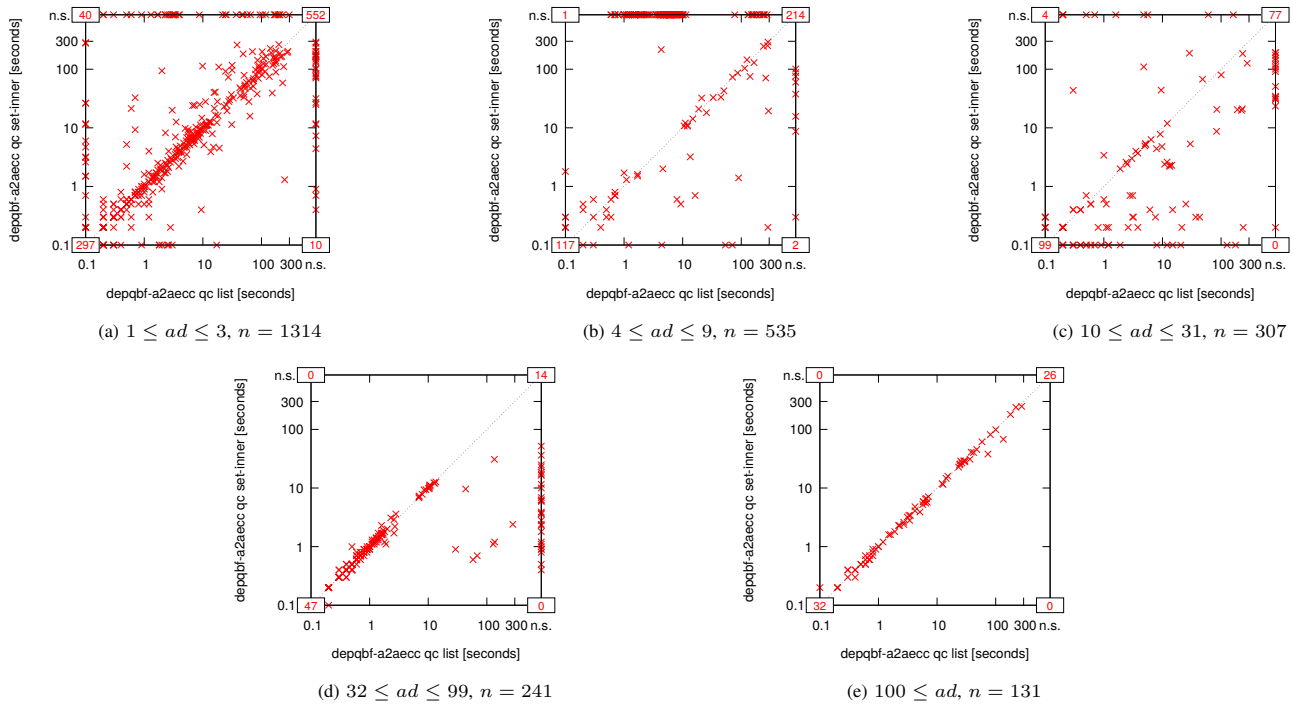 depqbf-a2aecc qc set-inner [seconds]
n.s.
300
100
10
1
0.1
40
552
297
10
0.1 1 10 100 300 n.s.
depqbf-a2aecc qc list [seconds]
(a) 1 ≤ ad ≤ 3, n = 1314
depqbf-a2aecc qc set-inner [seconds]
n.s.
300
100
10
1
0.1
1
214
117
2
0.1 1 10 100 300 n.s.
depqbf-a2aecc qc list [seconds]
(b) 4 ≤ ad ≤ 9, n = 535
depqbf-a2aecc qc set-inner [seconds]
n.s.
300
100
10
1
0.1
4
77
99
0
0.1 1 10 100 300 n.s.
depqbf-a2aecc qc list [seconds]
(c) 10 ≤ ad ≤ 31, n = 307
depqbf-a2aecc qc set-inner [seconds]
n.s.
300
100
10
1
0.1
0
14
47
0
0.1 1 10 100 300 n.s.
depqbf-a2aecc qc list [seconds]
(d) 32 ≤ ad ≤ 99, n = 241
depqbf-a2aecc qc set-inner [seconds]
n.s.
300
100
10
1
0.1
0
26
32
0
0.1 1 10 100 300 n.s.
depqbf-a2aecc qc list [seconds]
(e) 100 ≤ ad, n = 131